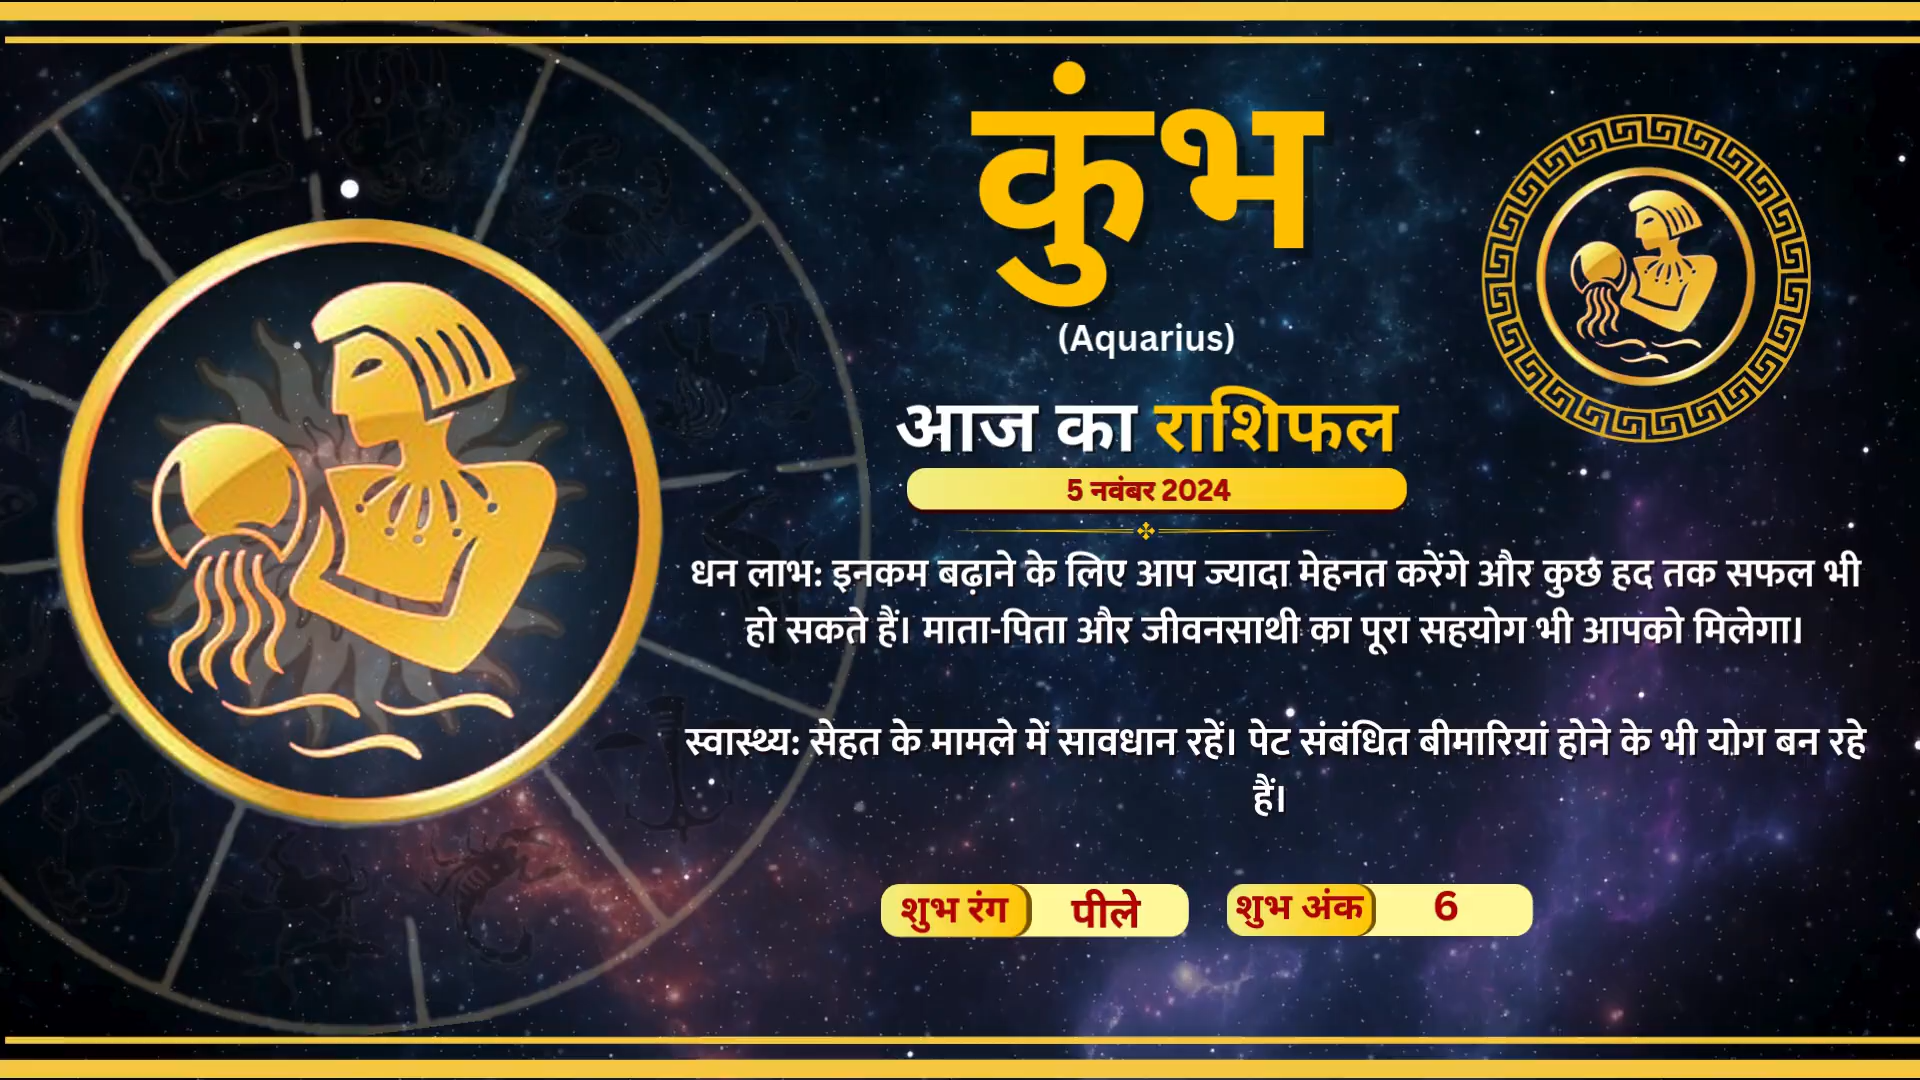 कुंभ
(Aquarius)
आज का राशिफल
5 नवंबर 2024
धन लाभ: इनकम बढ़ाने के लिए आप ज्यादा मेहनत करेंगे और कुछ हद तक सफल भी
हो सकते हैं। माता-पिता और जीवनसाथी का पूरा सहयोग भी आपको मिलेगा।
स्वास्थ्य: सेहत के मामले में सावधान रहें। पेट संबंधित बीमारियां होने के भी योग बन रहे
हैं।
शुभ रंग पीले शुभ अंक 6